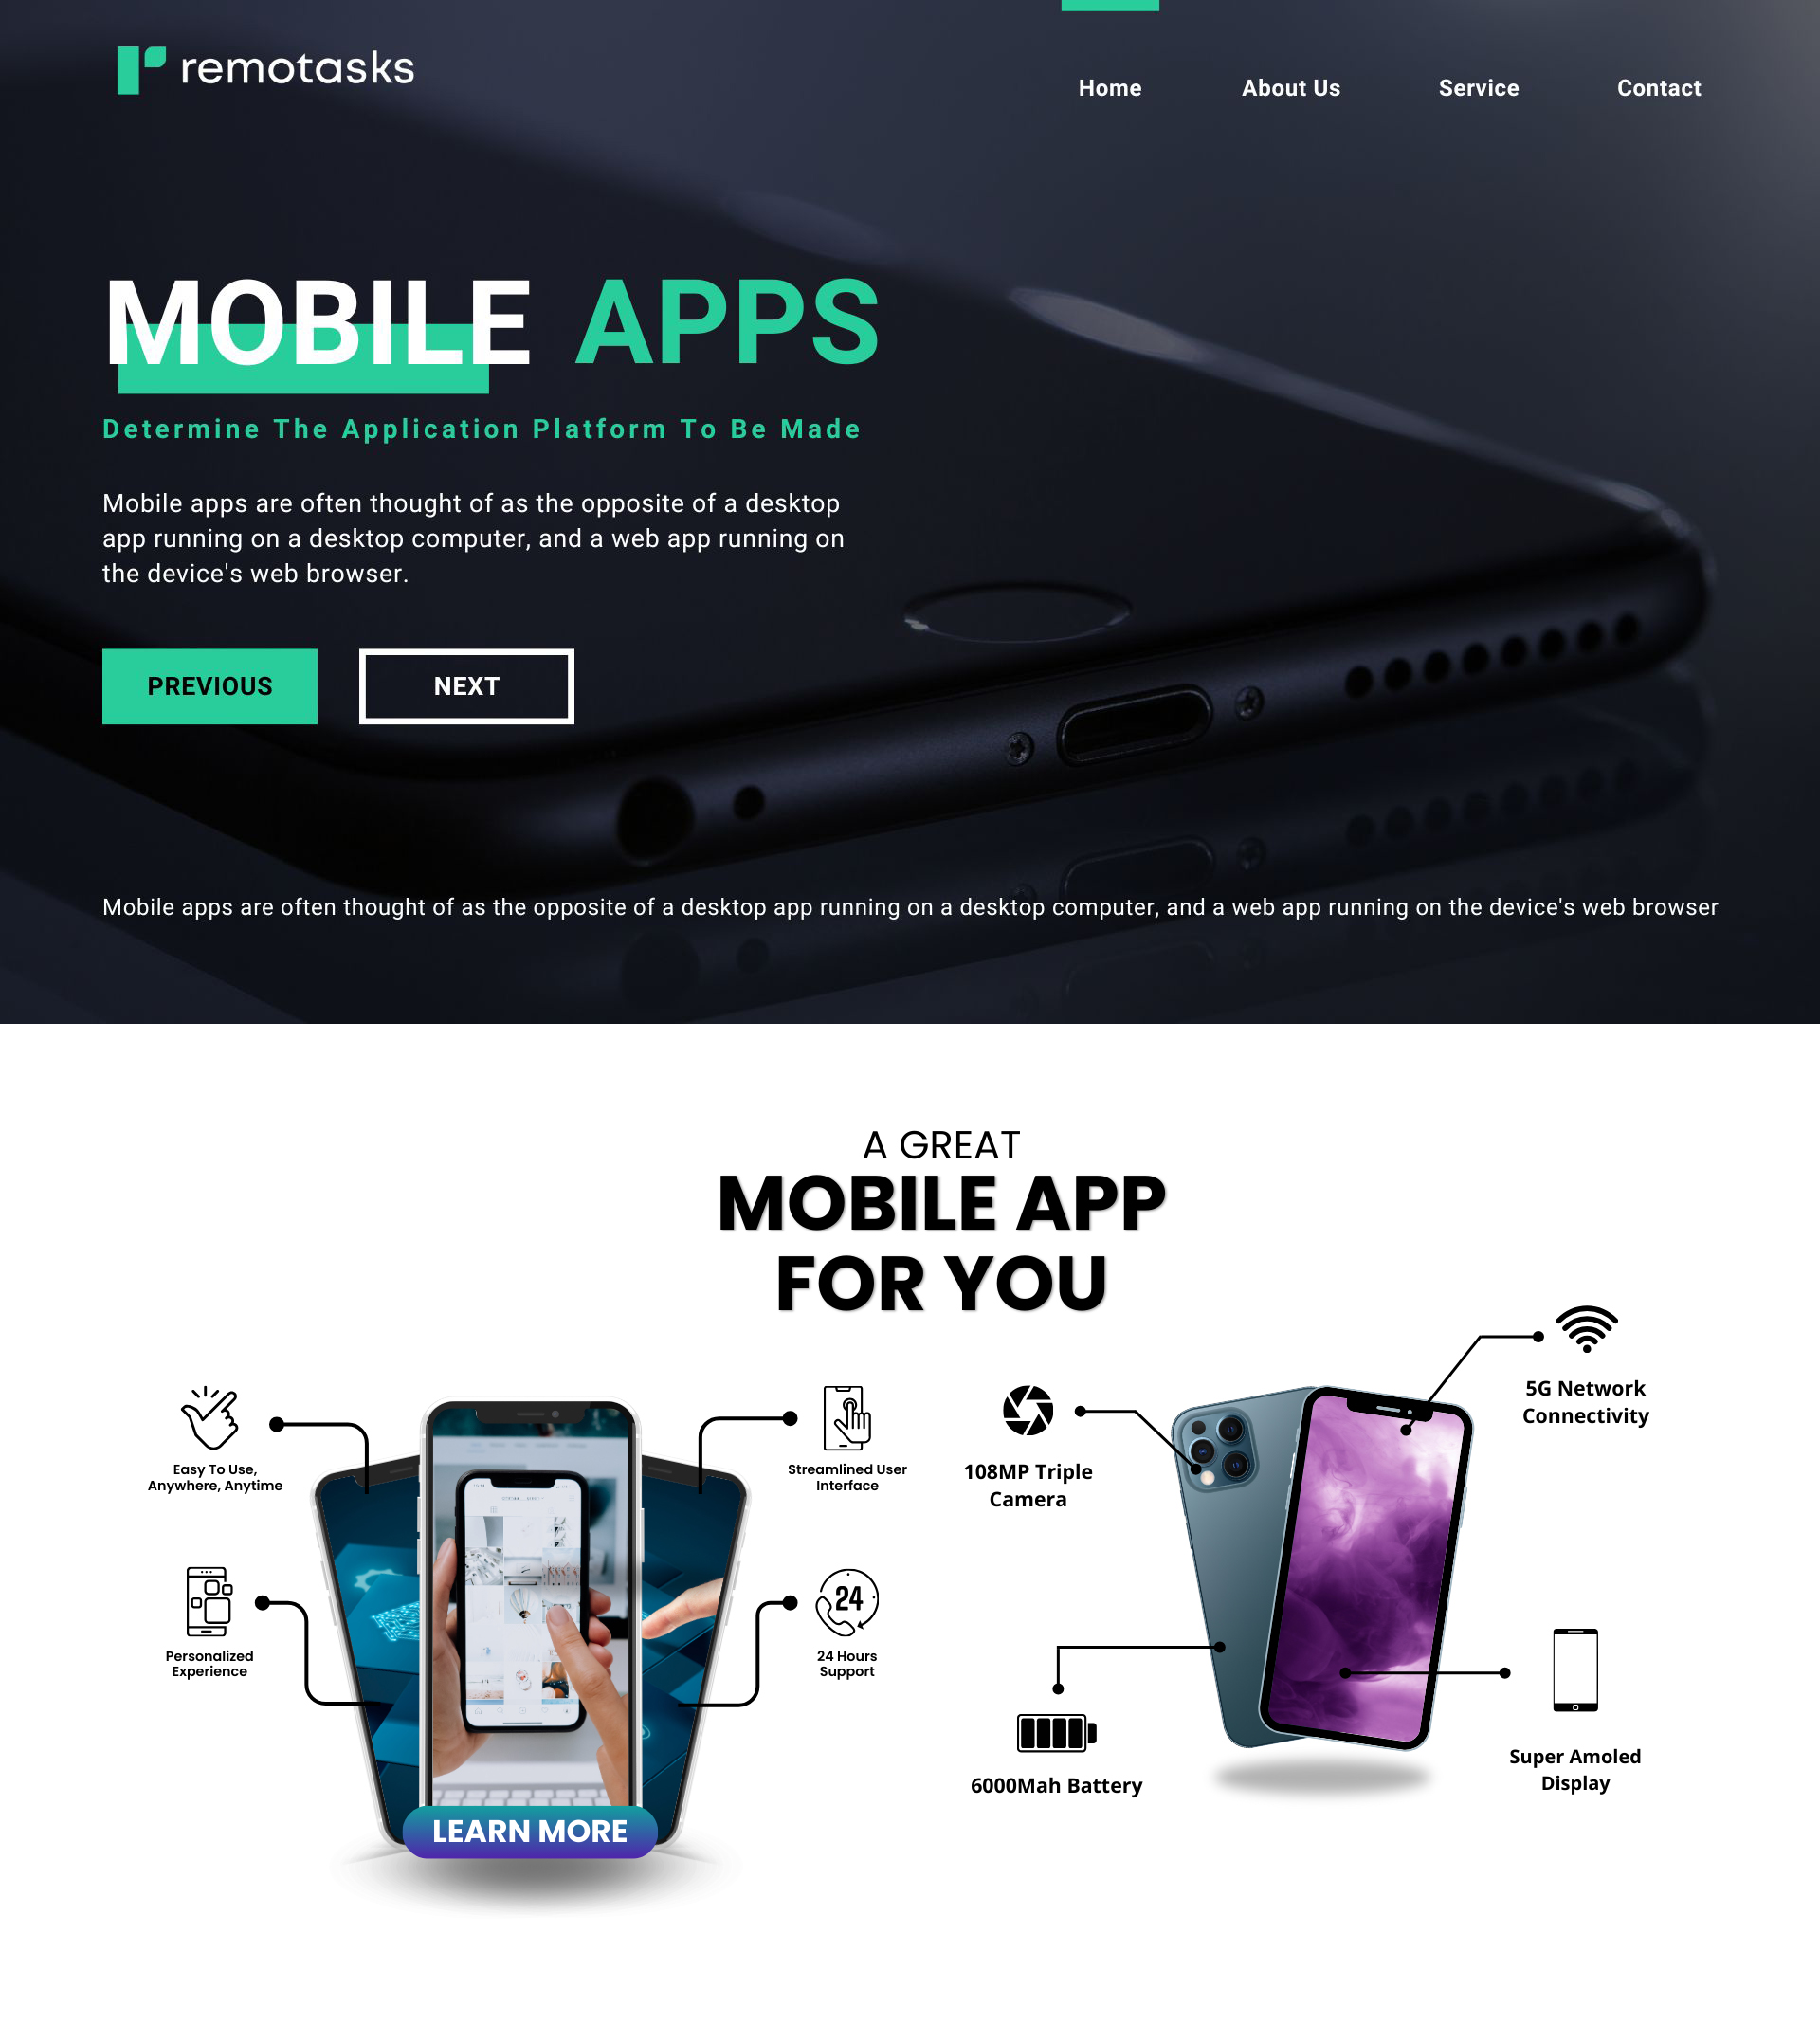 remotasks
Home About Us Service Contact
MOBILE APPS
Determine The Application Platform To Be Made
Mobile apps are often thought of as the opposite of a desktop
app running on a desktop computer, and a web app running on
the device's web browser.
PREVIOUS NEXT
Mobile apps are often thought of as the opposite of a desktop app running on a desktop computer, and a web app running on the device's web browser
A GREAT
MOBILE APP
FOR YOU
Easy To Use,
Anywhere, Anytime
Streamlined User
Interface
Personalized
Experience
24
24 Hours
Support
LEARN MORE
108MP Triple
Camera
5G Network
Connectivity
6000Mah Battery
Super Amoled
Display